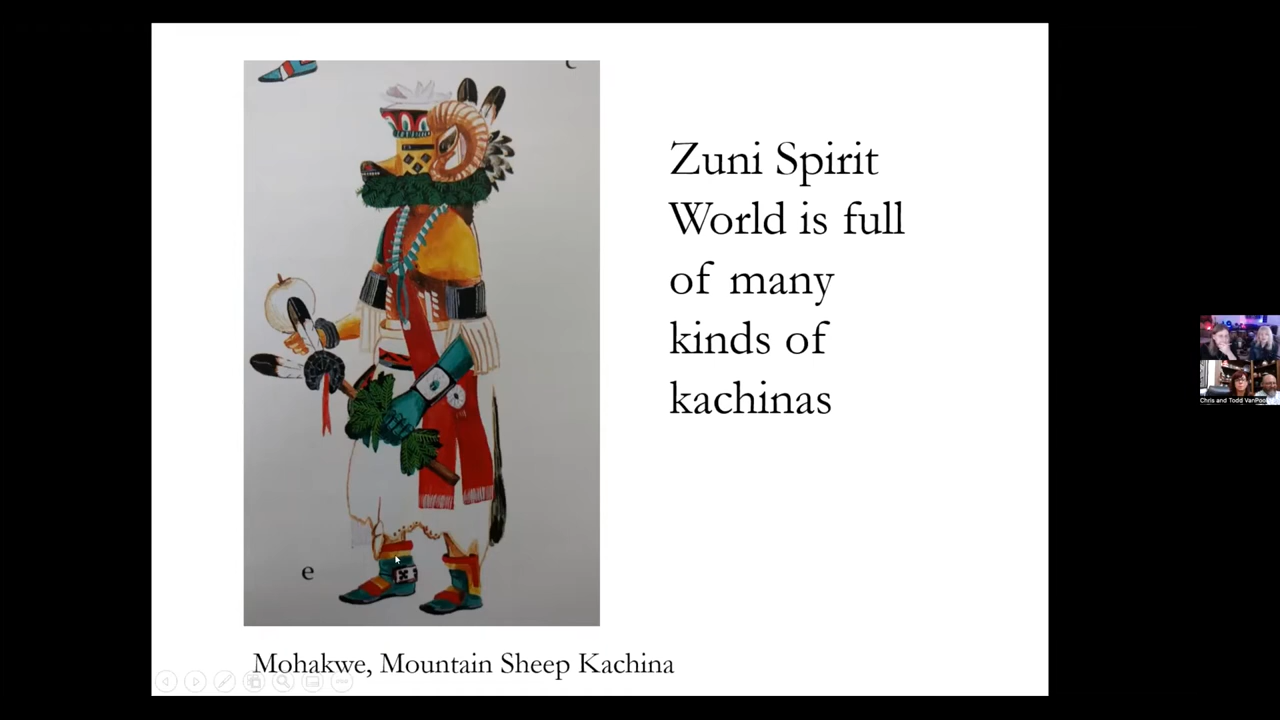 Zuni Spirit
World is full
of many
kinds of
kachinas
e
Mohakwe, Mountain Sheep Kachina
Chris and Todd VanPool